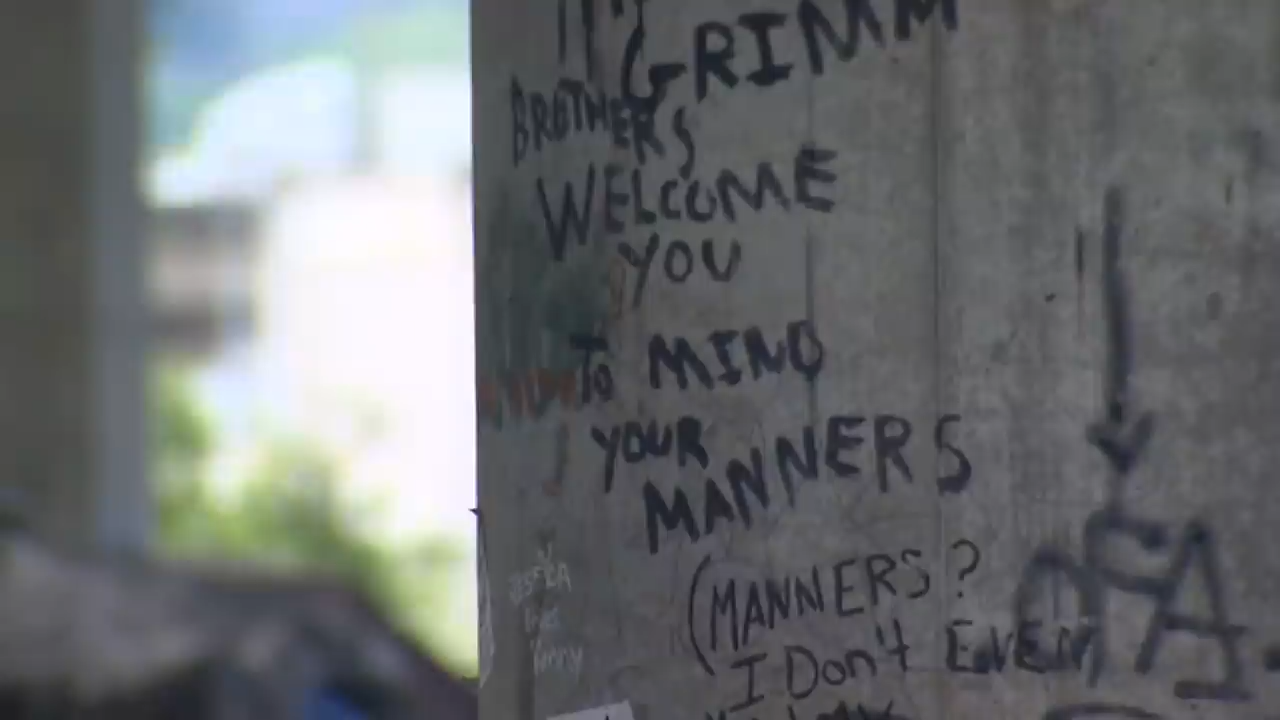 GRIMM
BROTHERS
WELCOME
YOU
To MIND
YOUR
MANNERS
(MANNERS?
I Don't EVEN